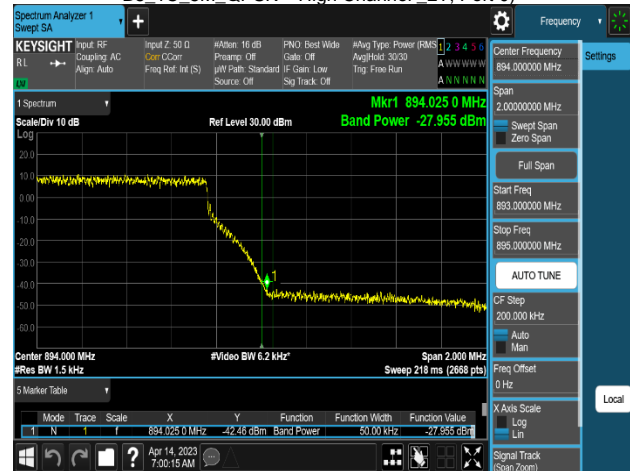 Spectrum Analyzer 1
Swept SA
+
Frequency
KEYSIGHT
Input: RF
Input Z: 50 Ω
#Atten: 16 dB
PNO: Best Wide
#Avg Type: Power (RMS
1 2 3 4 5 6
RL
Coupling: AC
Corr CCorr
Preamp: Off
Gate: Off
Avg|Hold: 30/30
A W W W W W
Align: Auto
Freq Ref: Int (S)
µW Path: Standard
IF Gain: Low
Trig: Free Run
Source: Off
Sig Track: Off
A N N N N N
Center Frequency
894.000000 MHz
Settings
1 Spectrum
Mkr1 894.025 0 MHz
Scale/Div 10 dB
Ref Level 30.00 dBm
Band Power -27.955 dBm
Log
20.0
10.0
0.00
-10.0
-20.0
-30.0
-40.0
-50.0
-60.0
1
Center 894.000 MHz
#Video BW 6.2 kHz*
Span 2.000 MHz
#Res BW 1.5 kHz
Sweep 218 ms (2668 pts)
Span
2.00000000 MHz
Swept Span
Zero Span
Full Span
Start Freq
893.000000 MHz
Stop Freq
895.000000 MHz
AUTO TUNE
CF Step
200.000 kHz
Auto
Man
Freq Offset
0 Hz
X Axis Scale
Log
Lin
Signal Track
(Span Zoom)
Local
5 Marker Table
Mode Trace Scale X Y Function Function Width Function Value
1 N 1 f 894.025 0 MHz -42.46 dBm Band Power 50.00 kHz -27.955 dBm
?
Apr 14, 2023
7:00:15 AM